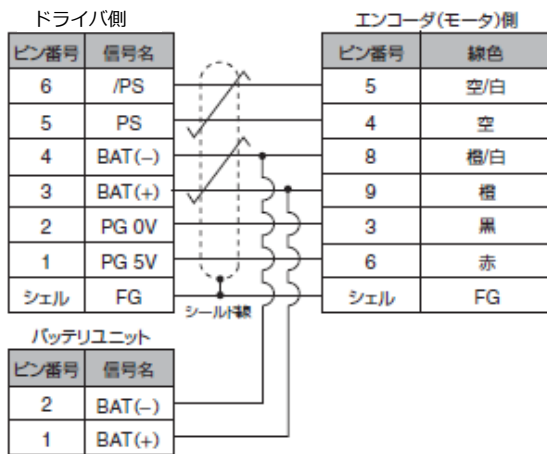 ドライバ側 エンコーダ(モータ)側
ピン番号 信号名 ピン番号 線色
6 /PS 5 空/白
5 PS 4 空
4 BAT(−) 8 橙/白
3 BAT(+) 9 橙
2 PG 0V 3 黒
1 PG 5V 6 赤
シェル FG シールド線 シェル FG
バッテリユニット
ピン番号 信号名
2 BAT(−)
1 BAT(+)